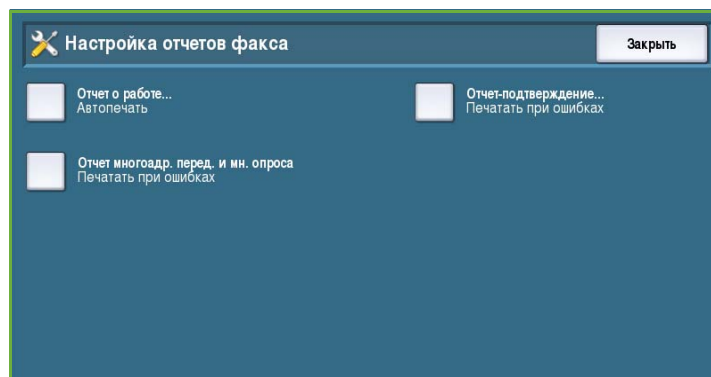 Настройка отчетов факса
Закрыть
Отчет о работе...
Автопечать
Отчет-подтверждение...
Печатать при ошибках
Отчет многоадр. перед. и мн. опроса
Печатать при ошибках